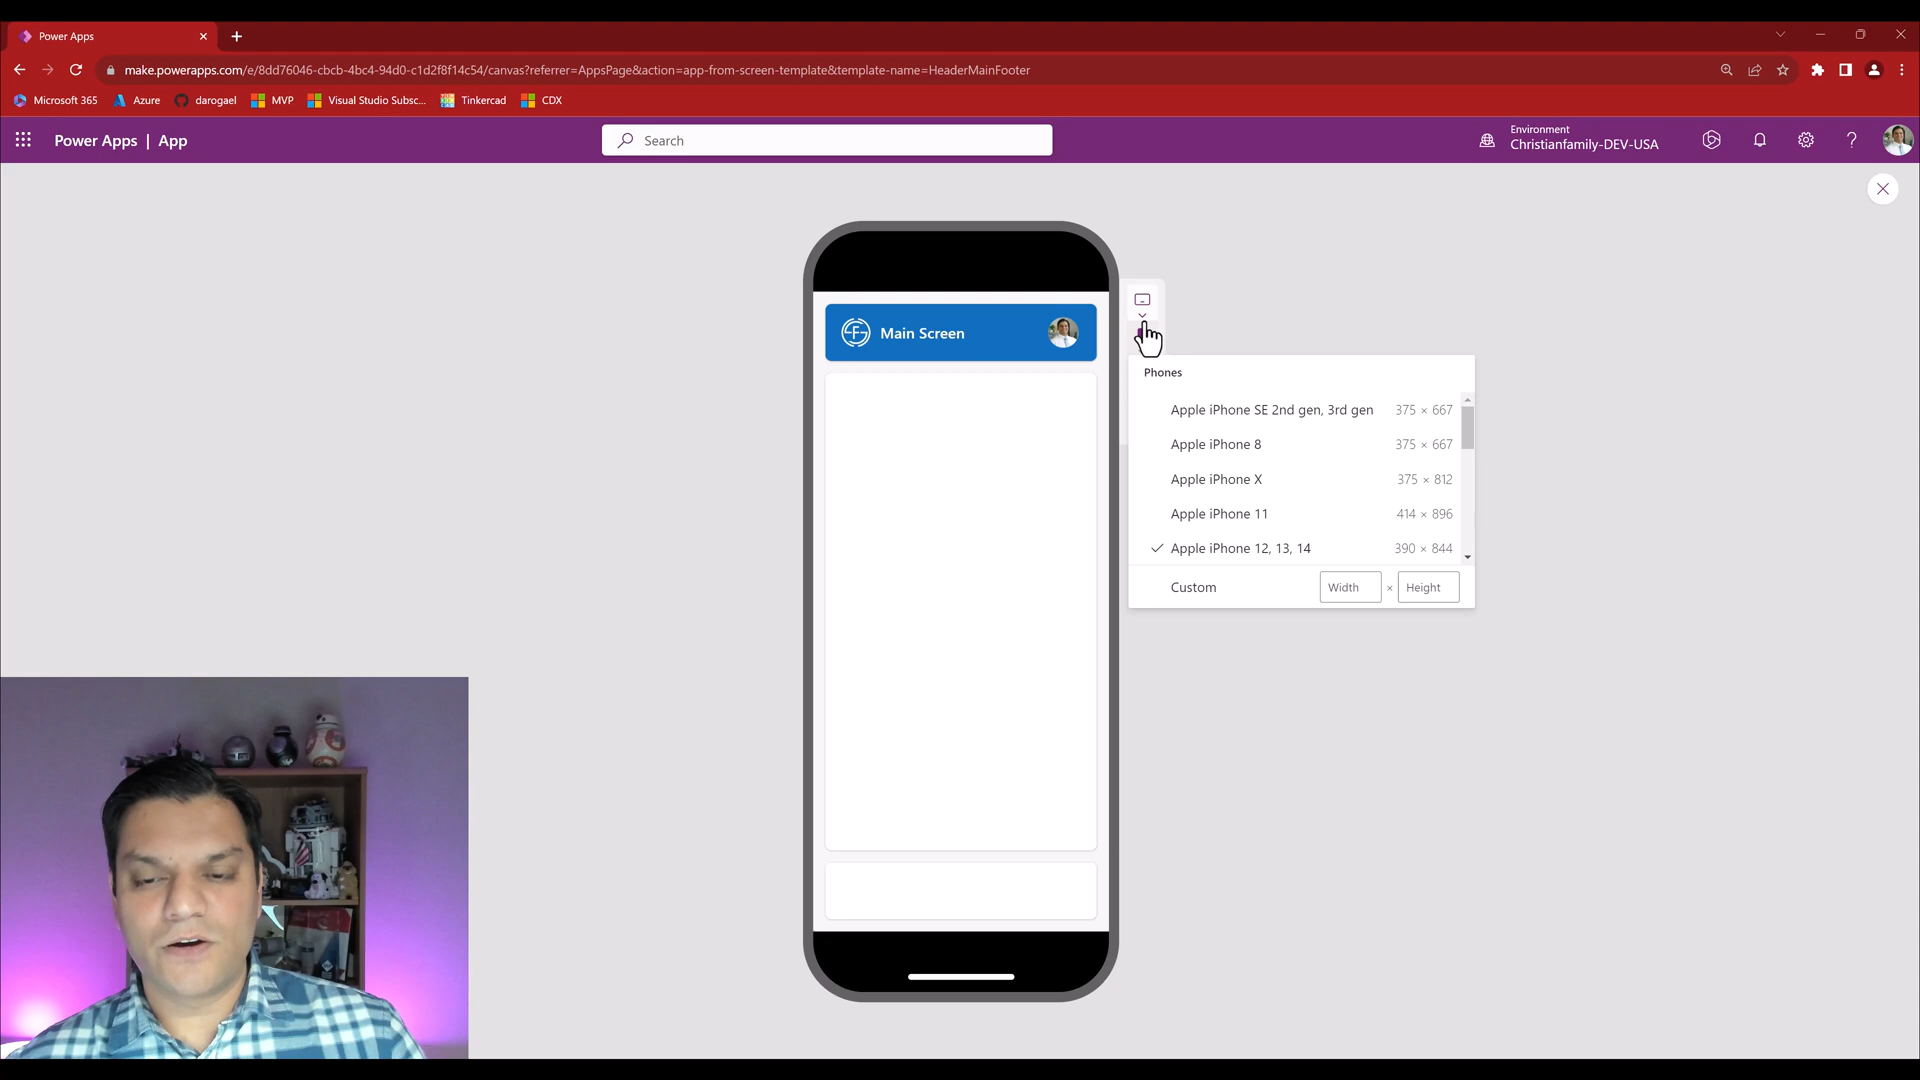 Power Apps
make.powerapps.com/e/8dd76046-cbcb-4bc4-94d0-c1d2f8f14c54/canvas?referrer=AppsPage&action=app-from-screen-template&template-name=HeaderMainFooter
Microsoft 365 Azure darogael MVP Visual Studio Subsc... Tinkercad CDX
Power Apps | App
Search
Environment
Christianfamily-DEV-USA
?
Main Screen
Phones
Apple iPhone SE 2nd gen, 3rd gen 375 × 667
Apple iPhone 8 375 × 667
Apple iPhone X 375 × 812
Apple iPhone 11 414 × 896
Apple iPhone 12, 13, 14 390 × 844
Custom Width × Height